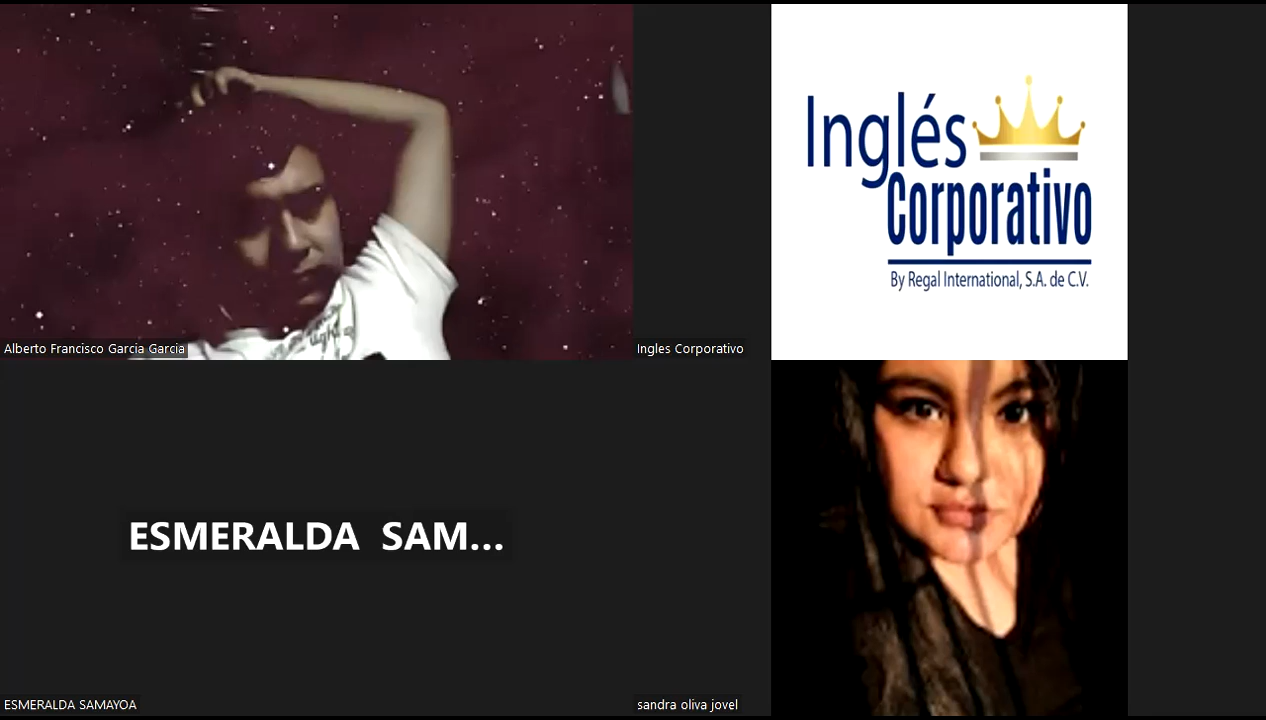 Inglés
Corporativo
By Regal International, S.A. de C.V.
Alberto Francisco Garcia Garcia
Ingles Corporativo
ESMERALDA SAM...
ESMERALDA SAMAYOA
sandra oliva jovel